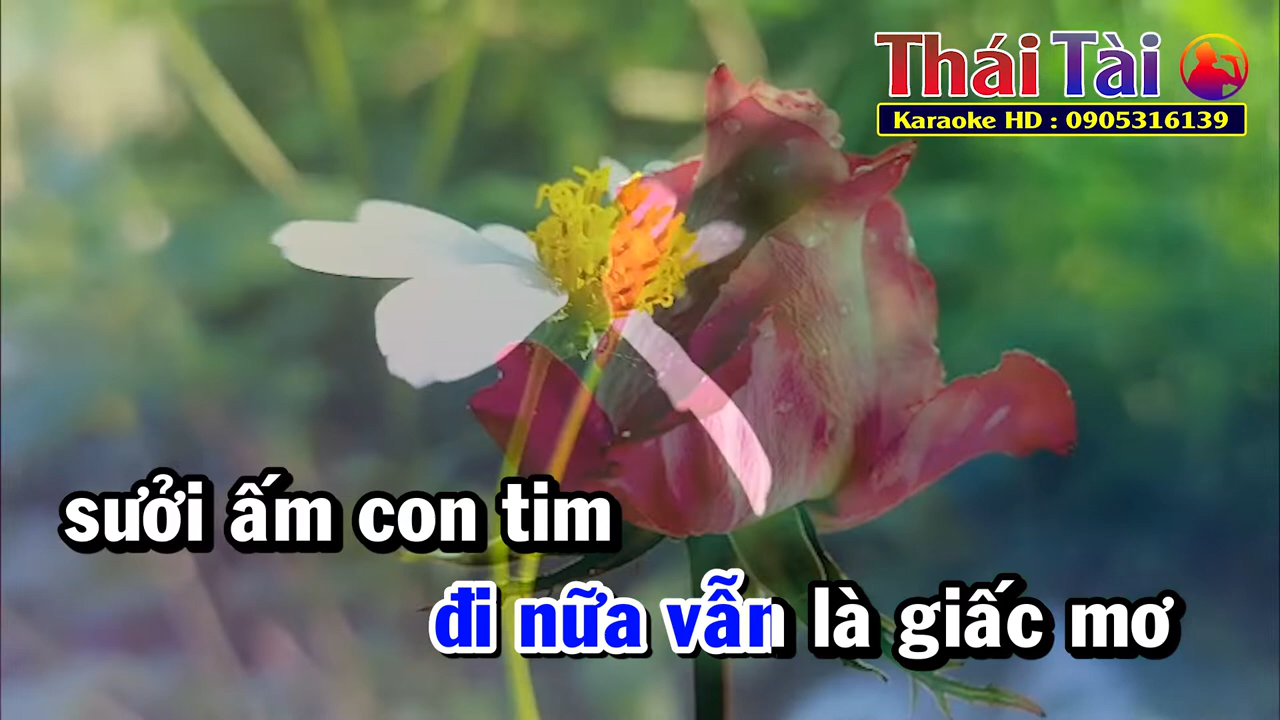 Thái Tài
Karaoke HD : 0905316139
sưởi ấm con tim
đi nữa vẫn là giấc mơ